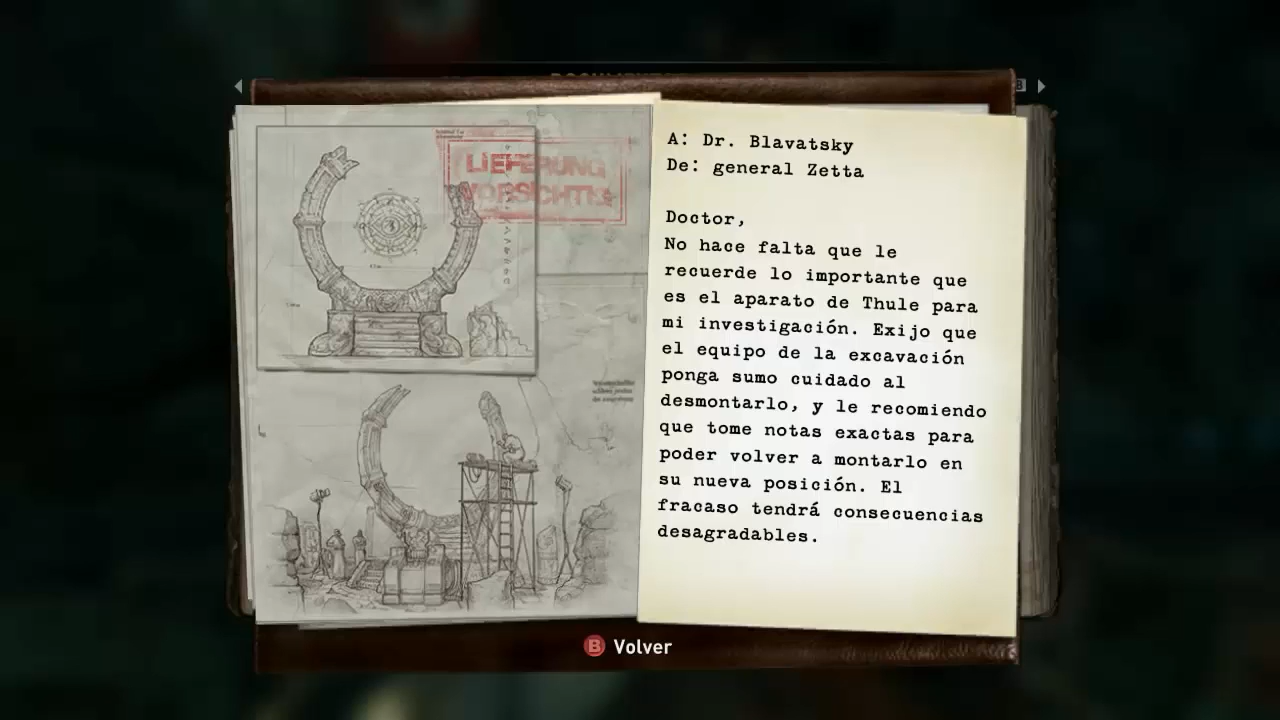 LIEFERUNG
VORSICHTIG
A: Dr. Blavatsky
De: general Zetta
Doctor,
No hace falta que le
recuerde lo importante que
es el aparato de Thule para
mi investigación. Exijo que
el equipo de la excavación
ponga sumo cuidado al
desmontarlo, y le recomiendo
que tome notas exactas para
poder volver a montarlo en
su nueva posición. El
fracaso tendrá consecuencias
desagradables.
B Volver